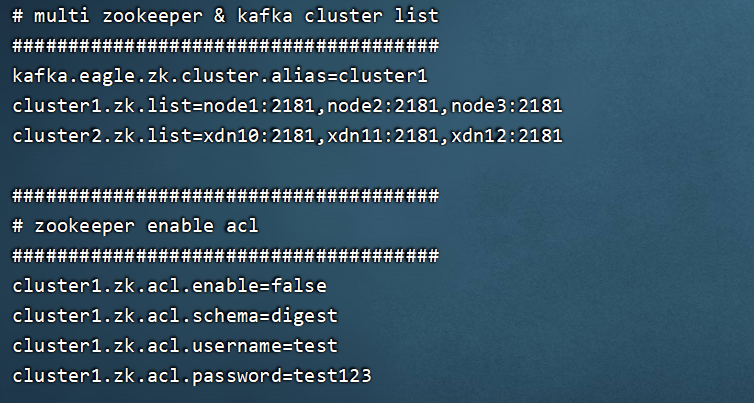 # multi zookeeper & kafka cluster list
######################################
kafka.eagle.zk.cluster.alias=cluster1
cluster1.zk.list=node1:2181,node2:2181,node3:2181
cluster2.zk.list=xdn10:2181,xdn11:2181,xdn12:2181

######################################
# zookeeper enable acl
######################################
cluster1.zk.acl.enable=false
cluster1.zk.acl.schema=digest
cluster1.zk.acl.username=test
cluster1.zk.acl.password=test123